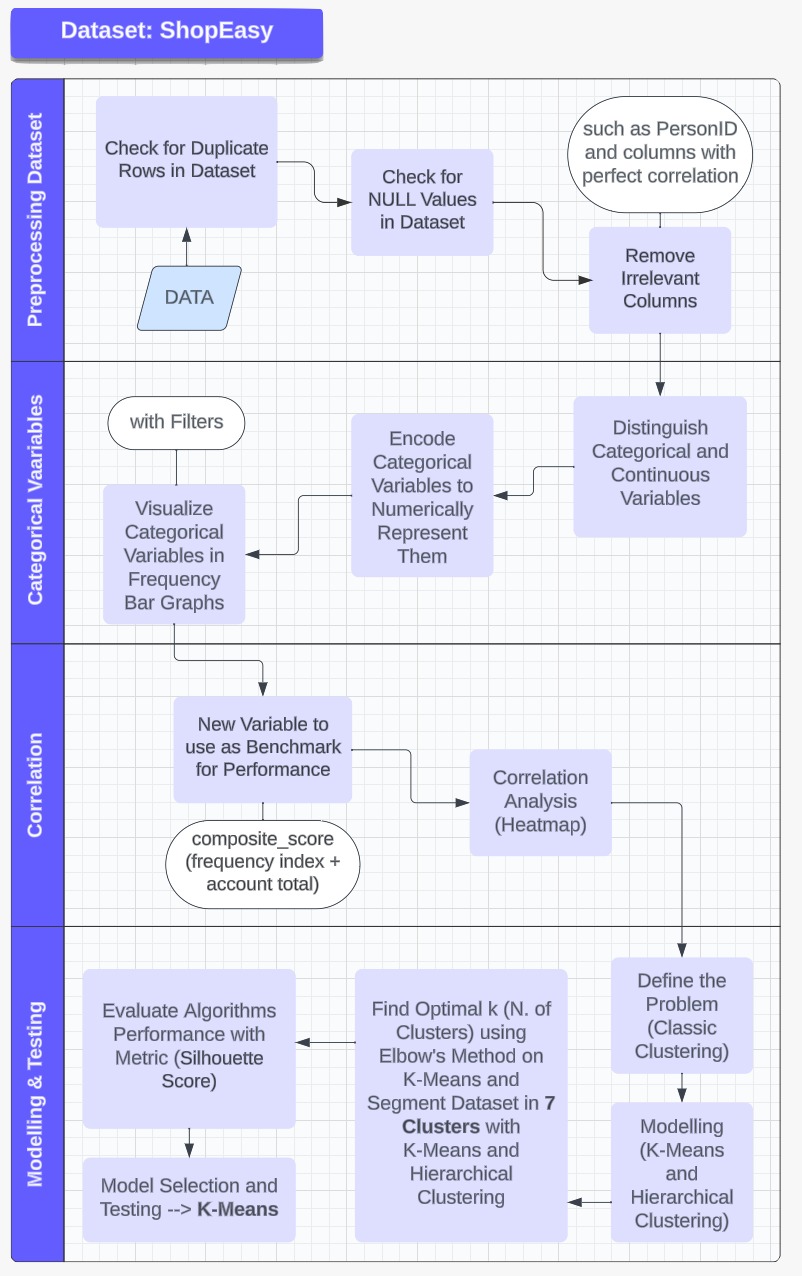 Dataset: ShopEasy
Preprocessing Dataset
Check for Duplicate
Rows in Dataset
DATA
Check for
NULL Values
in Dataset
such as PersonID
and columns with
perfect correlation
Remove
Irrelevant
Columns
Categorical Vaariables
Distinguish
Categorical and
Continuous
Variables
Encode
Categorical
Variables to
Numerically
Represent
Them
with Filters
Visualize
Categorical
Variables in
Frequency
Bar Graphs
Correlation
New Variable to
use as Benchmark
for Performance
composite_score
(frequency index +
account total)
Correlation
Analysis
(Heatmap)
Modelling & Testing
Define the
Problem
(Classic
Clustering)
Modelling
(K-Means
and
Hierarchical
Clustering)
Find Optimal k (N. of
Clusters) using
Elbow's Method on
K-Means and
Segment Dataset in 7
Clusters with
K-Means and
Hierarchical
Clustering
Evaluate Algorithms
Performance with
Metric (Silhouette
Score)
Model Selection and
Testing --> K-Means